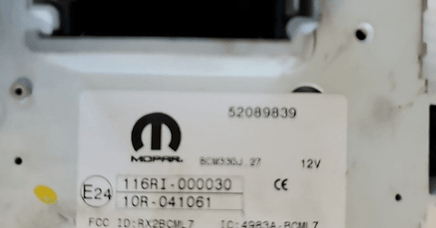 52089839
MOPAR.
BCM330J.27 12V
E24 116RI-000030 CE
10R-041061
FCC ID:RX2BCML7 IC:4983A-BCML7